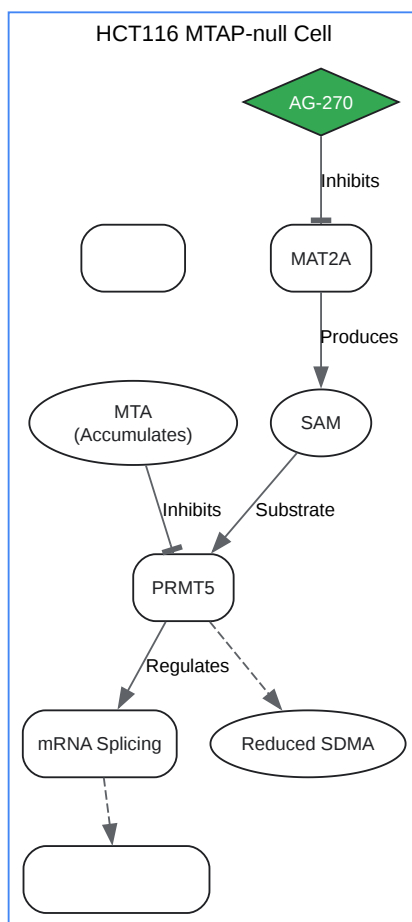 HCT116 MTAP-null Cell
AG-270
Inhibits
MAT2A
Produces
MTA
(Accumulates)
SAM
Inhibits
Substrate
PRMT5
Regulates
mRNA Splicing
Reduced SDMA